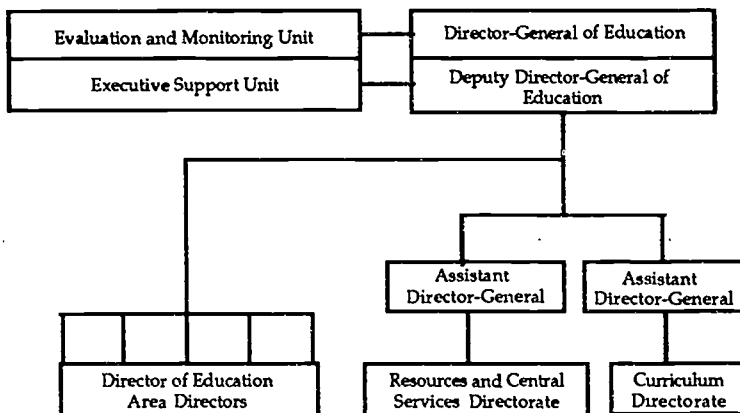 Evaluation and Monitoring Unit
Director-General of Education
Executive Support Unit
Deputy Director-General of
Education
Assistant
Director-General
Assistant
Director-General
Director of Education
Area Directors
Resources and Central
Services Directorate
Curriculum
Directorate